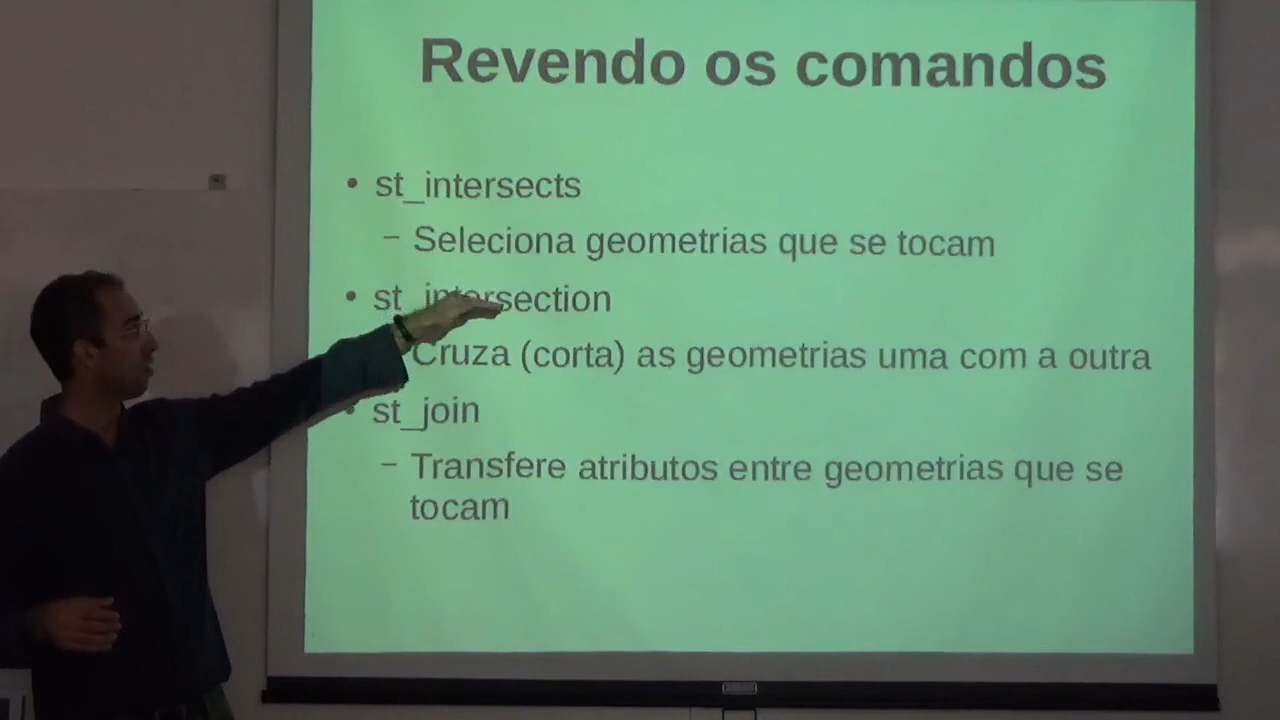 Revendo os comandos
• st_intersects
– Seleciona geometrias que se tocam
• st_intersection
Cruza (corta) as geometrias uma com a outra
• st_join
– Transfere atributos entre geometrias que se
tocam